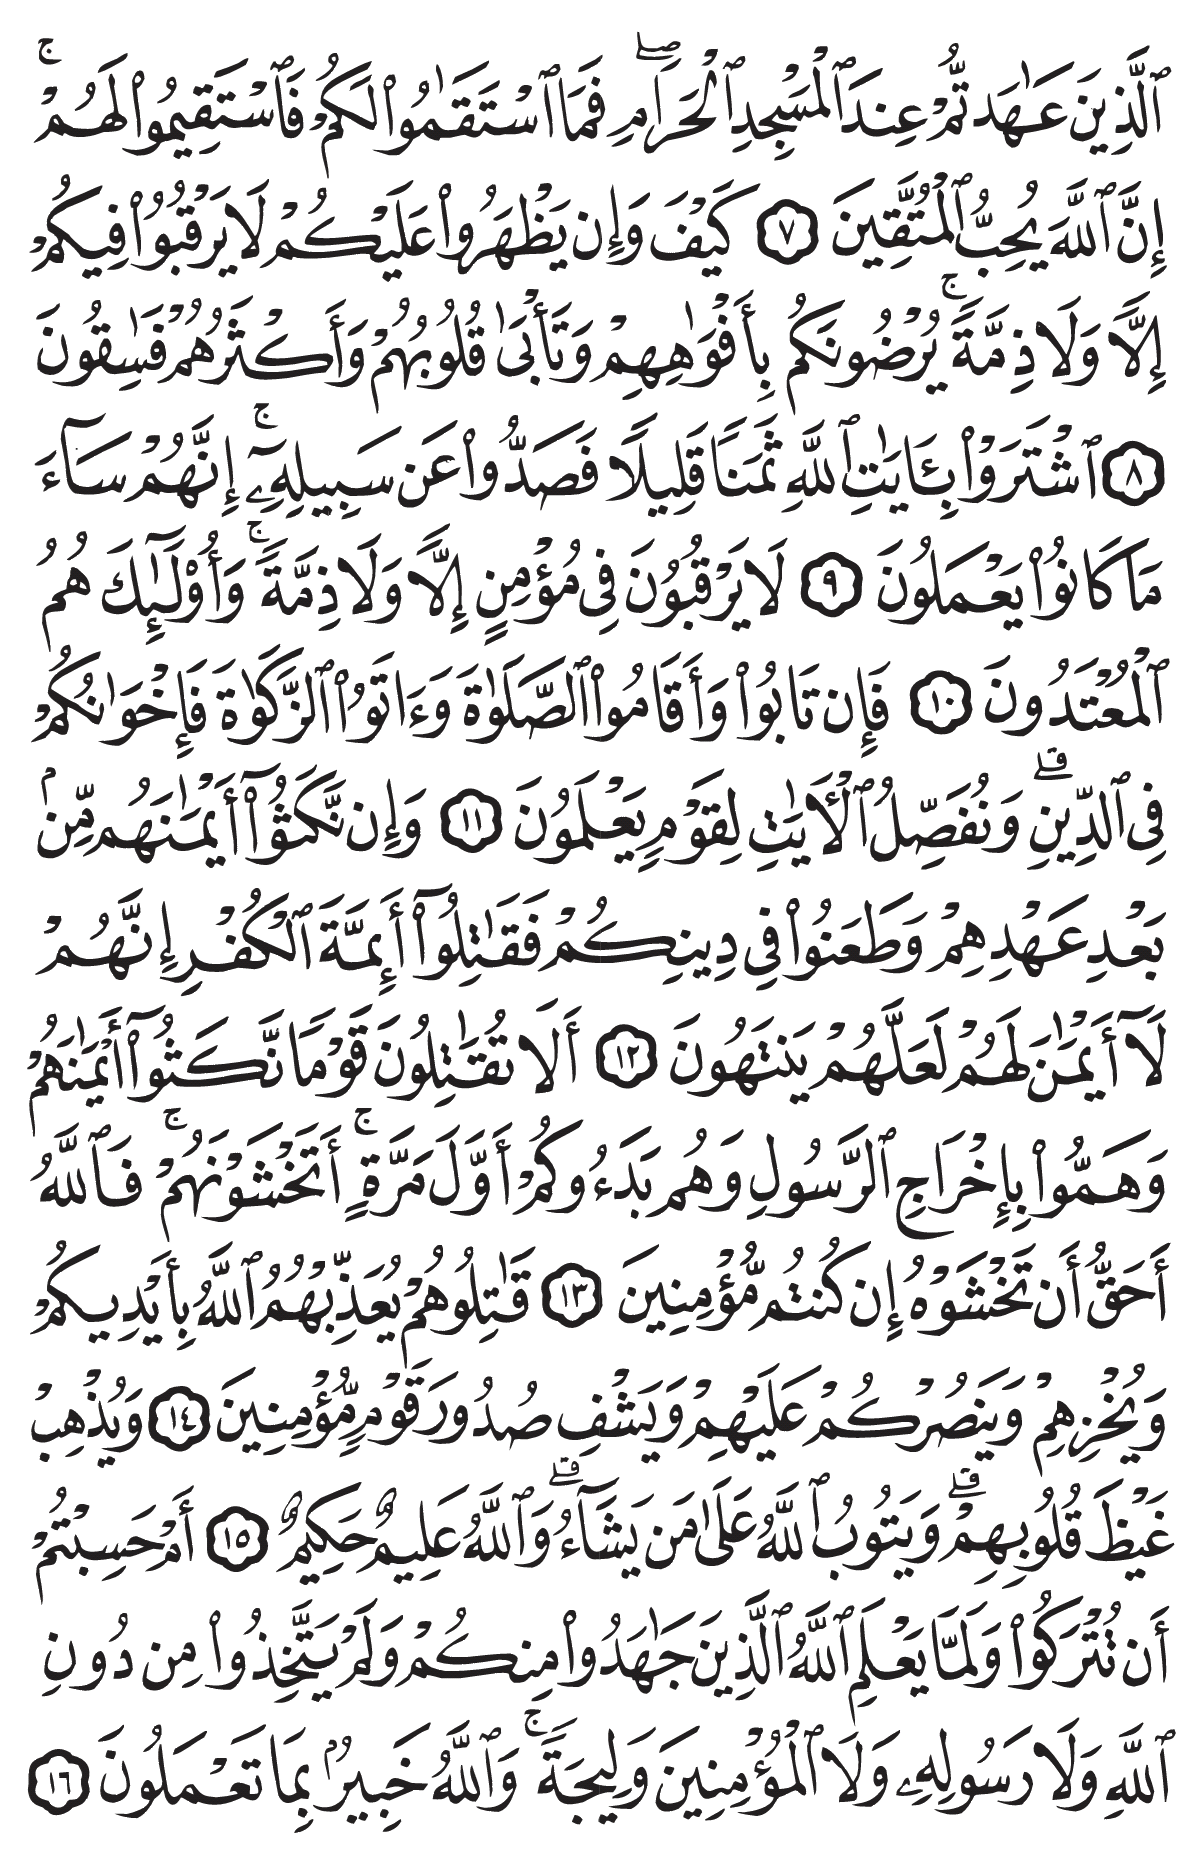 ٱلَّذِينَ عَٰهَدتُّمْ عِندَ ٱلْمَسْجِدِ ٱلْحَرَامِ ۖ فَمَا ٱسْتَقَٰمُوا۟ لَكُمْ فَٱسْتَقِيمُوا۟ لَهُمْ ۚ
إِنَّ ٱللَّهَ يُحِبُّ ٱلْمُتَّقِينَ ٧ كَيْفَ وَإِن يَظْهَرُوا۟ عَلَيْكُمْ لَا يَرْقُبُوا۟ فِيكُمْ
إِلًّا وَلَا ذِمَّةً ۚ يُرْضُونَكُم بِأَفْوَٰهِهِمْ وَتَأْبَىٰ قُلُوبُهُمْ وَأَكْثَرُهُمْ فَٰسِقُونَ
٨ ٱشْتَرَوْا۟ بِـَٔايَٰتِ ٱللَّهِ ثَمَنًا قَلِيلًا فَصَدُّوا۟ عَن سَبِيلِهِۦٓ ۚ إِنَّهُمْ سَآءَ
مَا كَانُوا۟ يَعْمَلُونَ ٩ لَا يَرْقُبُونَ فِى مُؤْمِنٍ إِلًّا وَلَا ذِمَّةً ۚ وَأُو۟لَٰٓئِكَ هُمُ
ٱلْمُعْتَدُونَ ١٠ فَإِن تَابُوا۟ وَأَقَامُوا۟ ٱلصَّلَوٰةَ وَءَاتَوُا۟ ٱلزَّكَوٰةَ فَإِخْوَٰنُكُمْ
فِى ٱلدِّينِ ۗ وَنُفَصِّلُ ٱلْـَٔايَٰتِ لِقَوْمٍ يَعْلَمُونَ ١١ وَإِن نَّكَثُوٓا۟ أَيْمَٰنَهُم مِّنۢ
بَعْدِ عَهْدِهِمْ وَطَعَنُوا۟ فِى دِينِكُمْ فَقَٰتِلُوٓا۟ أَئِمَّةَ ٱلْكُفْرِ إِنَّهُمْ
لَآ أَيْمَٰنَ لَهُمْ لَعَلَّهُمْ يَنتَهُونَ ١٢ أَلَا تُقَٰتِلُونَ قَوْمًا نَّكَثُوٓا۟ أَيْمَٰنَهُمْ
وَهَمُّوا۟ بِإِخْرَاجِ ٱلرَّسُولِ وَهُم بَدَءُوكُمْ أَوَّلَ مَرَّةٍ ۚ أَتَخْشَوْنَهُمْ ۚ فَٱللَّهُ
أَحَقُّ أَن تَخْشَوْهُ إِن كُنتُم مُّؤْمِنِينَ ١٣ قَٰتِلُوهُمْ يُعَذِّبْهُمُ ٱللَّهُ بِأَيْدِيكُمْ
وَيُخْزِهِمْ وَيَنصُرْكُمْ عَلَيْهِمْ وَيَشْفِ صُدُورَ قَوْمٍ مُّؤْمِنِينَ ١٤ وَيُذْهِبْ
غَيْظَ قُلُوبِهِمْ ۗ وَيَتُوبُ ٱللَّهُ عَلَىٰ مَن يَشَآءُ ۗ وَٱللَّهُ عَلِيمٌ حَكِيمٌ ١٥ أَمْ حَسِبْتُمْ
أَن تُتْرَكُوا۟ وَلَمَّا يَعْلَمِ ٱللَّهُ ٱلَّذِينَ جَٰهَدُوا۟ مِنكُمْ وَلَمْ يَتَّخِذُوا۟ مِن دُونِ
ٱللَّهِ وَلَا رَسُولِهِۦ وَلَا ٱلْمُؤْمِنِينَ وَلِيجَةً ۚ وَٱللَّهُ خَبِيرٌۢ بِمَا تَعْمَلُونَ ١٦